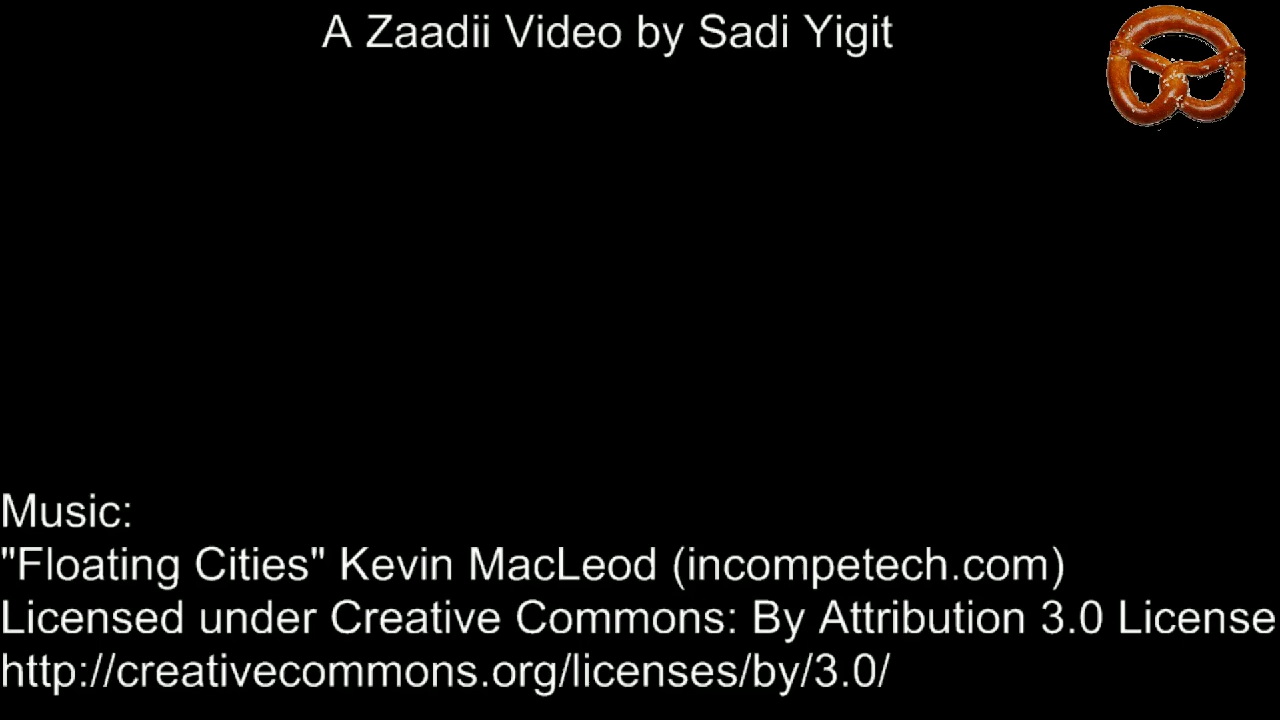 A Zaadii Video by Sadi Yigit
Music:
"Floating Cities" Kevin MacLeod (incompetech.com)
Licensed under Creative Commons: By Attribution 3.0 License
http://creativecommons.org/licenses/by/3.0/